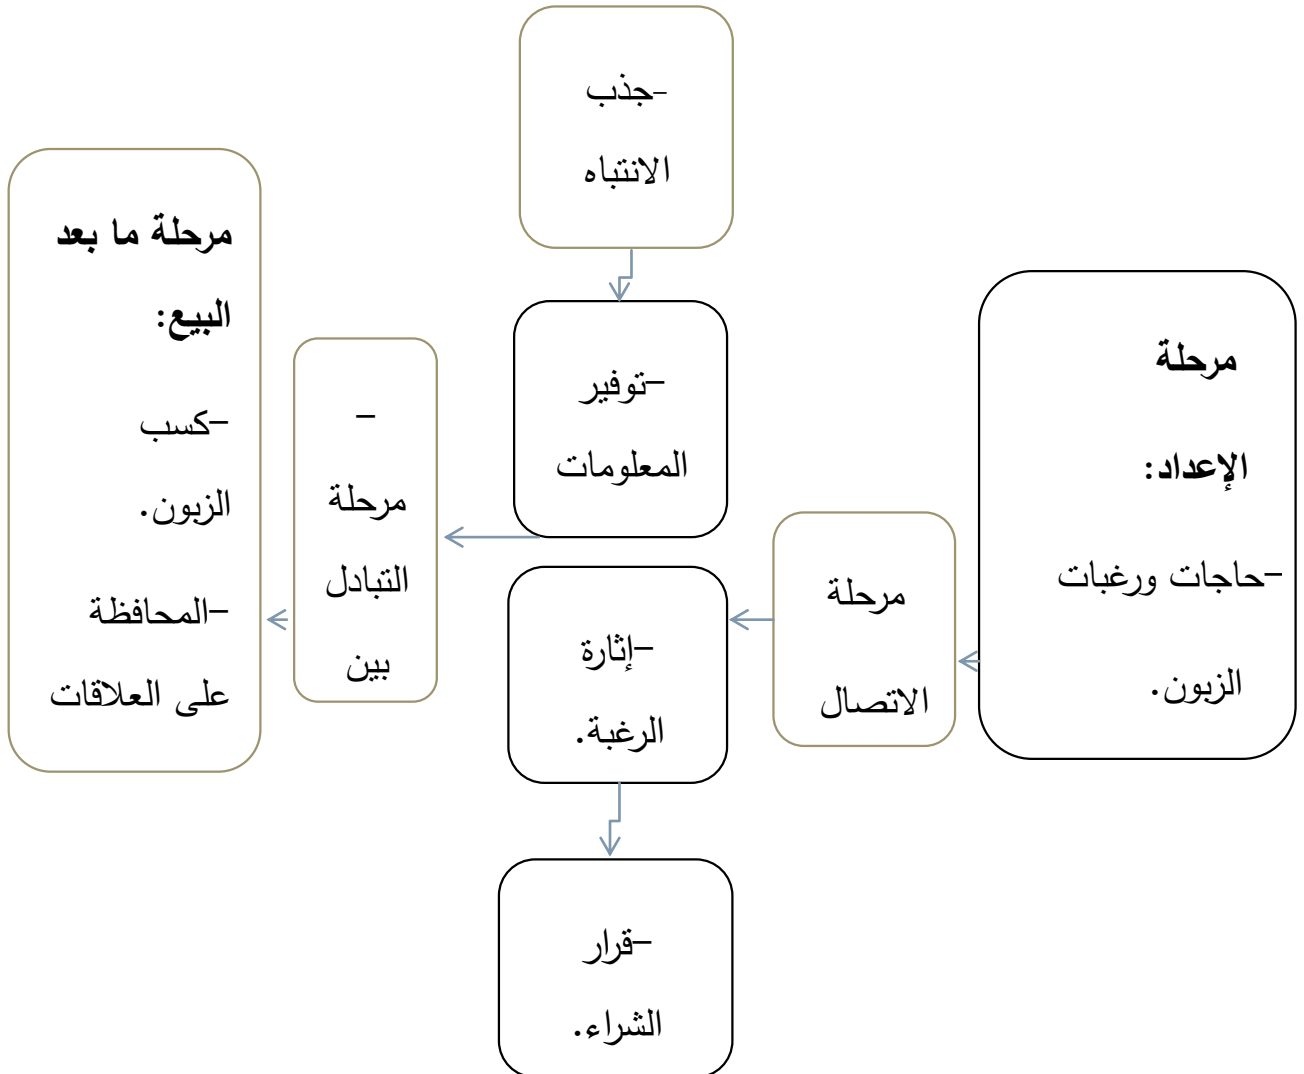 مرحلة
الإعداد:
-حاجات ورغبات
الزبون.
مرحلة
الاتصال
-جذب
الانتباه
-توفير
المعلومات
-إثارة
الرغبة.
-قرار
الشراء.
-
مرحلة
التبادل
بين
مرحلة ما بعد
البيع:
-كسب
الزبون.
-المحافظة
على العلاقات